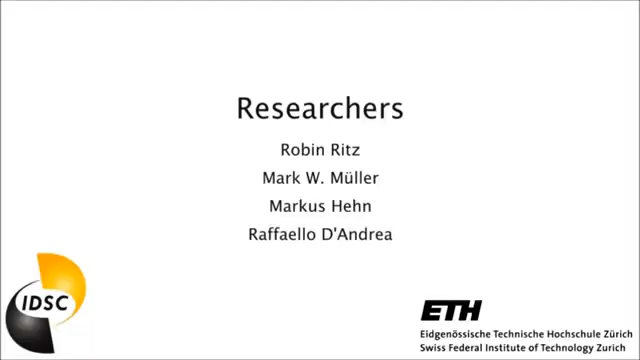 Researchers
Robin Ritz
Mark W. Müller
Markus Hehn
Raffaello D'Andrea
IDSC
ETH
Eidgenössische Technische Hochschule Zürich
Swiss Federal Institute of Technology Zurich